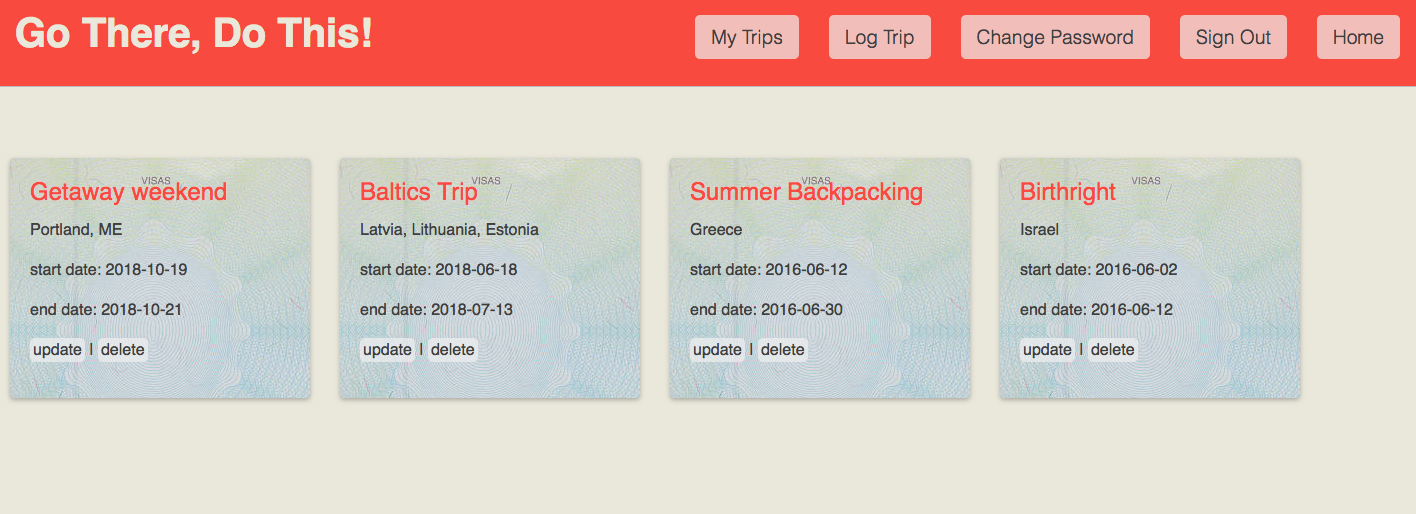 Go There, Do This!
My Trips
Log Trip
Change Password
Sign Out
Home
VISAS
Getaway weekend
Portland, ME
start date: 2018-10-19
end date: 2018-10-21
update | delete
VISAS
Baltics Trip
Latvia, Lithuania, Estonia
start date: 2018-06-18
end date: 2018-07-13
update | delete
VISAS
Summer Backpacking
Greece
start date: 2016-06-12
end date: 2016-06-30
update | delete
VISAS
Birthright
Israel
start date: 2016-06-02
end date: 2016-06-12
update | delete